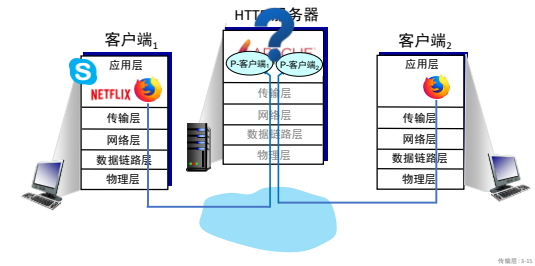 HTTP服务器
客户端1
客户端2
应用层
NETFLIX
传输层
网络层
数据链路层
物理层
APACHE
P-客户端1
P-客户端2
传输层
网络层
数据链路层
物理层
应用层
传输层
网络层
数据链路层
物理层
传输层: 3-15